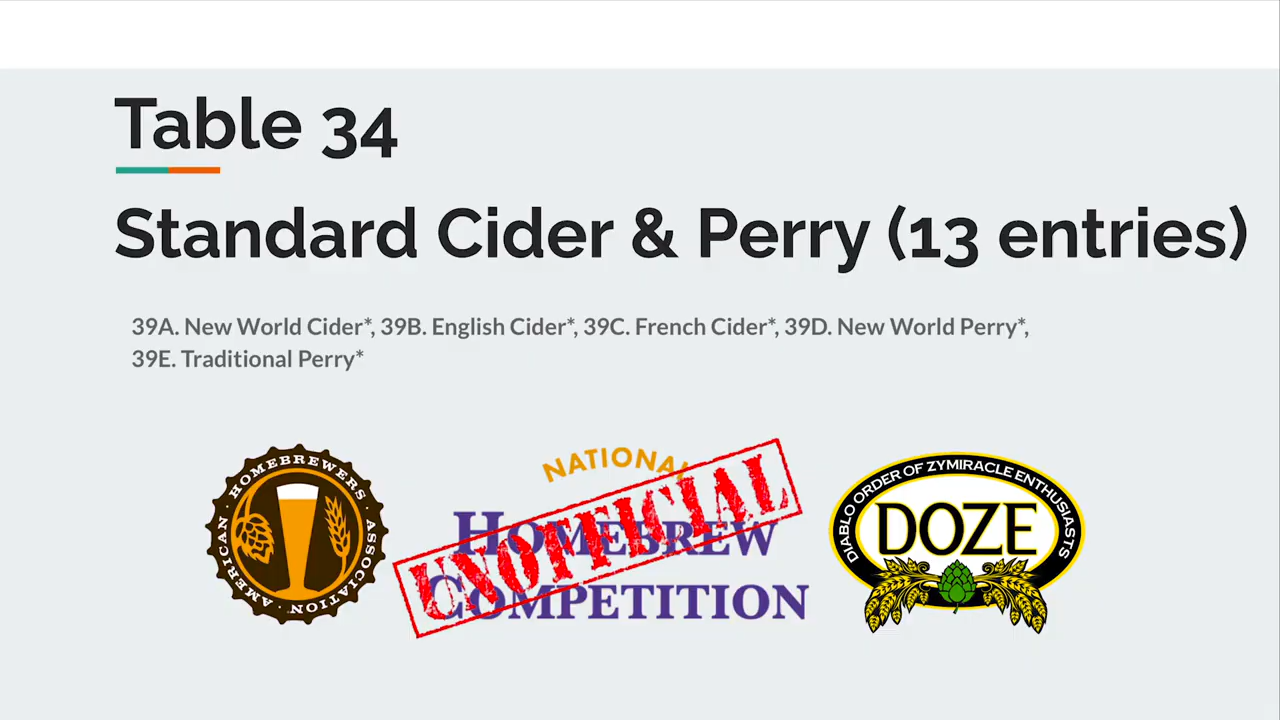 Table 34
Standard Cider & Perry (13 entries)
39A. New World Cider*, 39B. English Cider*, 39C. French Cider*, 39D. New World Perry*,
39E. Traditional Perry*
· HOMEBREWERS · ASSOCIATION · AMERICAN
NATIONAL
HOMEBREW
COMPETITION
UNOFFICIAL
DIABLO ORDER OF ZYMIRACLE ENTHUSIASTS
DOZE